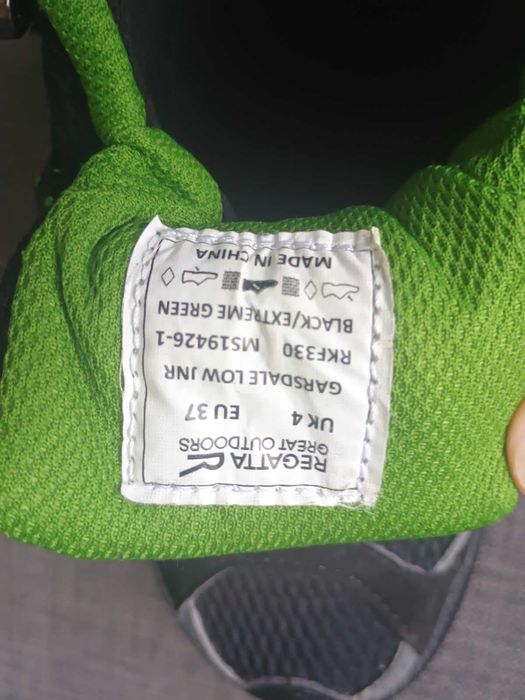 REGATTA
GREAT OUTDOORS
UK 4 EU 37
GARSDALE LOW JNR
RKF330 MS19426-1
BLACK/EXTREME GREEN
MADE IN CHINA